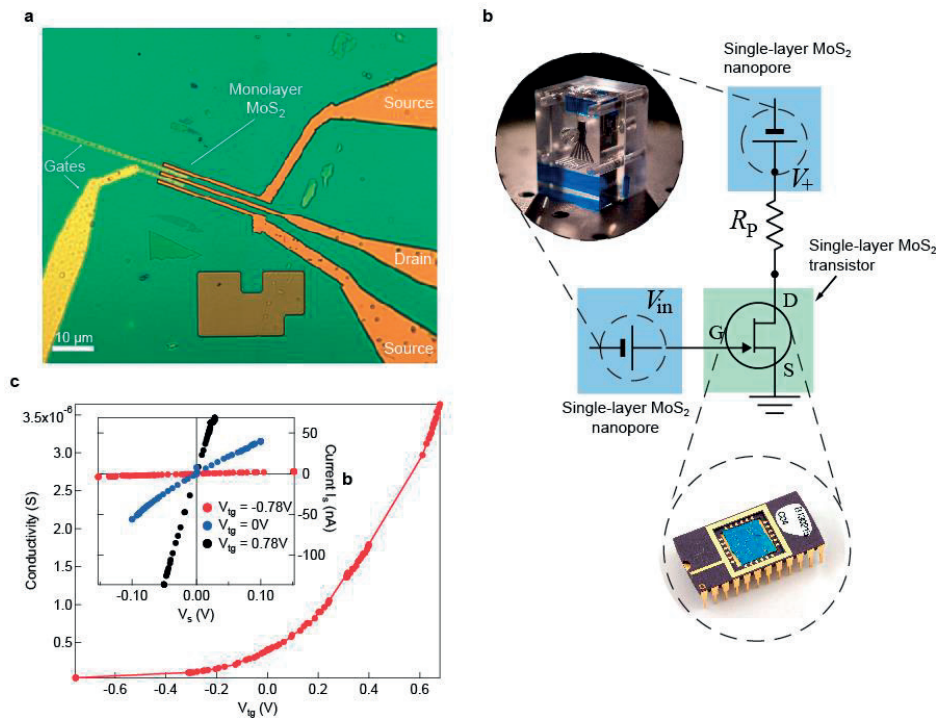 a
Monolayer
MoS2
Source
Gates
Drain
10 µm
Source
b
Single-layer MoS2
nanopore
V+
RP
Single-layer MoS2
transistor
Vin
D
G
S
Single-layer MoS2
nanopore
c
3.5x10-6
3.0
2.5
2.0
1.5
1.0
0.5
Conductivity (S)
-0.6
-0.4
-0.2
0.0
0.2
0.4
0.6
Vtg (V)
50
0
-50
-100
Current Is (nA)
b
Vtg = -0.78V
Vtg = 0V
Vtg = 0.78V
-0.10
0.00
0.10
Vs (V)